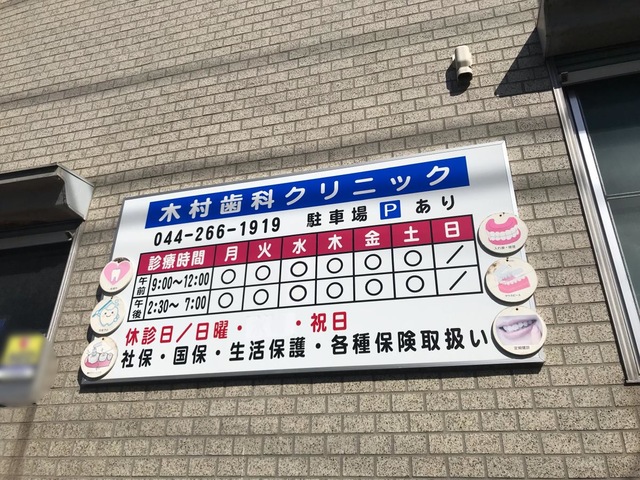 木村歯科クリニック
044-266-1919 駐車場 P あり
診療時間 月 火 水 木 金 土 日
午前 9:00〜12:00 ○ ○ ○ ○ ○ ○ ／
午後 2:30〜7:00 ○ ○ ○ ○ ○ ○ ／
休診日／日曜・ ・祝日
社保・国保・生活保護・各種保険取扱い